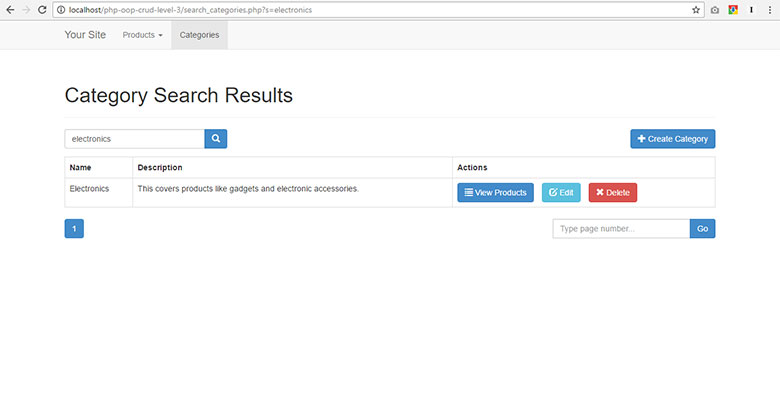 localhost/php-oop-crud-level-3/search_categories.php?s=electronics
Your Site Products Categories
Category Search Results
electronics Create Category
Name Description Actions
Electronics This covers products like gadgets and electronic accessories. View Products Edit Delete
1 Type page number... Go